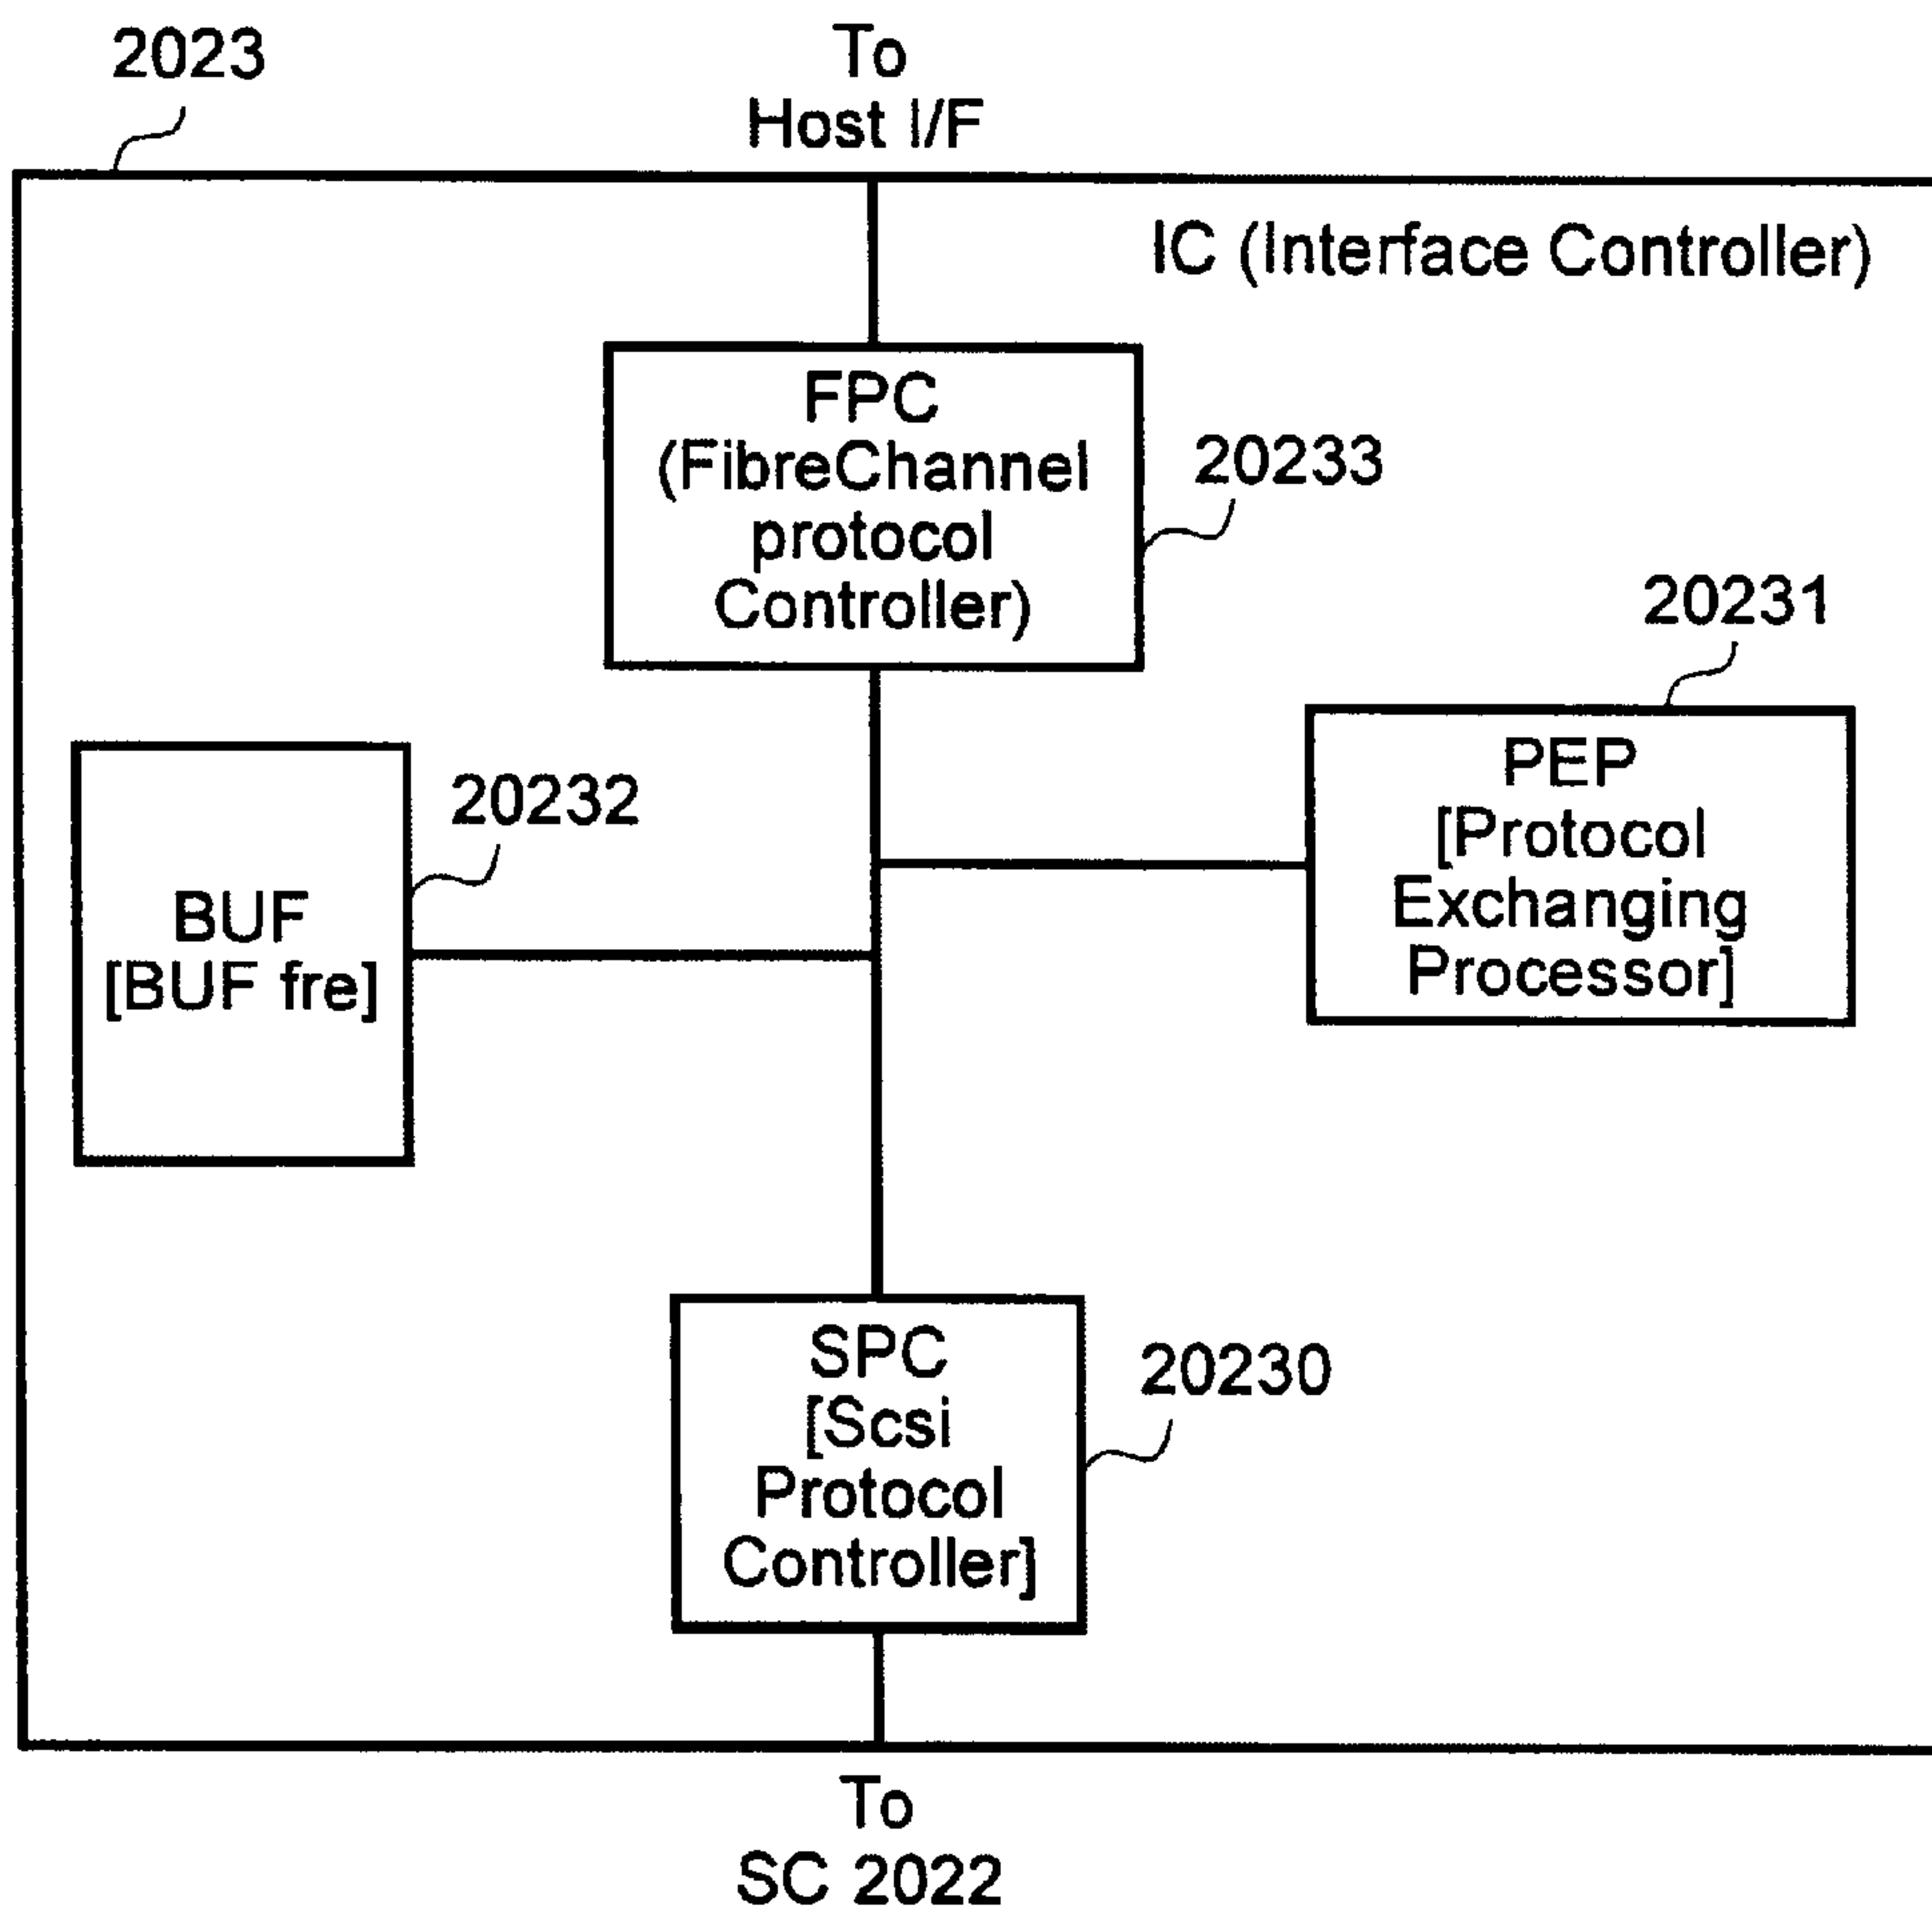 2023
To
Host I/F
IC (Interface Controller)
FPC
(FibreChannel
protocol
Controller)
20233
20231
PEP
[Protocol
Exchanging
Processor]
20232
BUF
[BUF fre]
SPC
[Scsi
Protocol
Controller]
20230
To
SC 2022